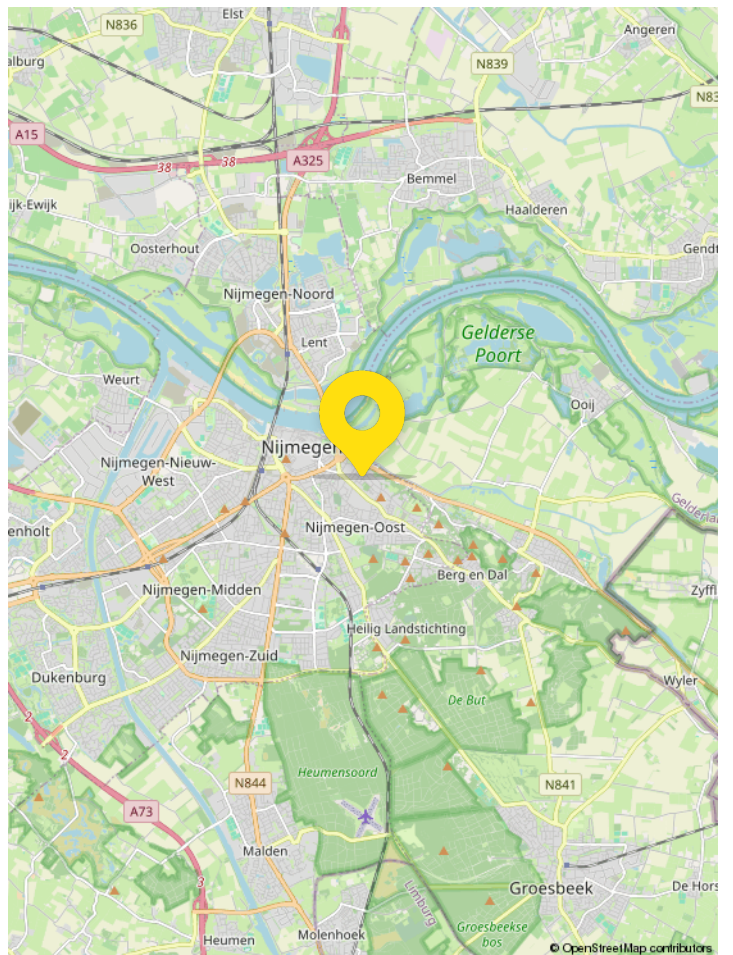 N836
Elst
Angeren
alburg
N839
N83
A15
38
38
A325
Bemmel
ijk-Ewijk
Haalderen
Oosterhout
Gendt
Nijmegen-Noord
Gelderse
Poort
Lent
Weurt
Ooij
Nijmegen
Nijmegen-Nieuw-
West
Gelderlan
enholt
Nijmegen-Oost
Berg en Dal
Nijmegen-Midden
Zyffl
Heilig Landstichting
Nijmegen-Zuid
Dukenburg
Wyler
De But
2
2
Heumensoord
N844
N841
A73
Malden
3
Groesbeek
De Hors
Limburg
Groesbeekse
bos
Molenhoek
Heumen
© OpenStreetMap contributors